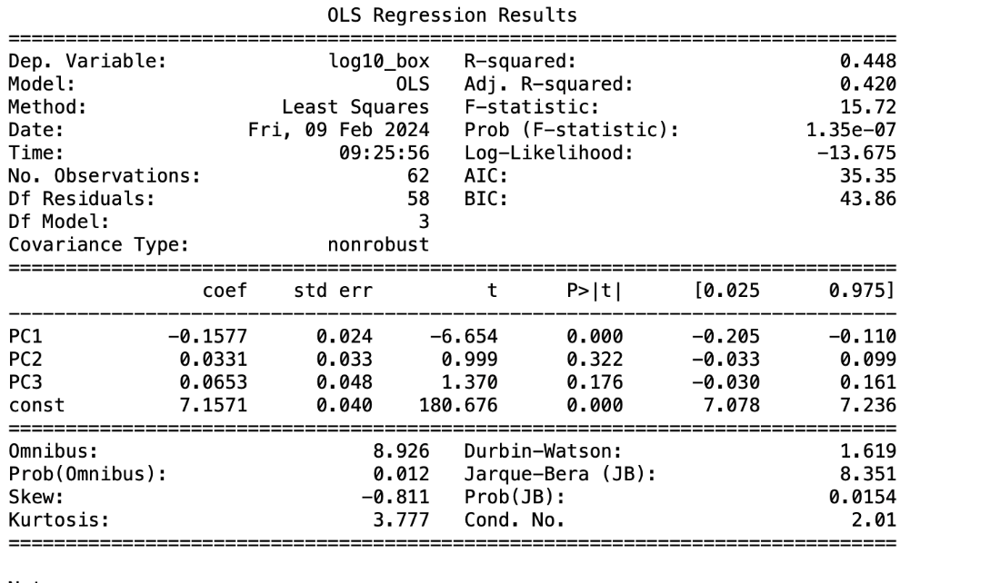 OLS Regression Results
==============================================================================
Dep. Variable: log10_box R-squared: 0.448
Model: OLS Adj. R-squared: 0.420
Method: Least Squares F-statistic: 15.72
Date: Fri, 09 Feb 2024 Prob (F-statistic): 1.35e-07
Time: 09:25:56 Log-Likelihood: -13.675
No. Observations: 62 AIC: 35.35
Df Residuals: 58 BIC: 43.86
Df Model: 3
Covariance Type: nonrobust
==============================================================================
coef std err t P>|t| [0.025 0.975]
------------------------------------------------------------------------------
PC1 -0.1577 0.024 -6.654 0.000 -0.205 -0.110
PC2 0.0331 0.033 0.999 0.322 -0.033 0.099
PC3 0.0653 0.048 1.370 0.176 -0.030 0.161
const 7.1571 0.040 180.676 0.000 7.078 7.236
==============================================================================
Omnibus: 8.926 Durbin-Watson: 1.619
Prob(Omnibus): 0.012 Jarque-Bera (JB): 8.351
Skew: -0.811 Prob(JB): 0.0154
Kurtosis: 3.777 Cond. No. 2.01
==============================================================================